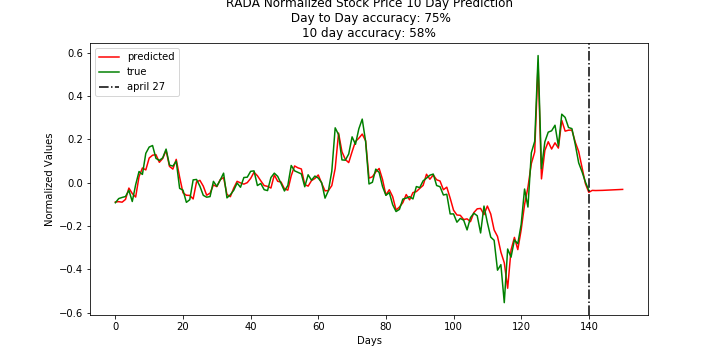 RADA Normalized Stock Price 10 Day Prediction
Day to Day accuracy: 75%
10 day accuracy: 58%
predicted
true
april 27
Normalized Values
0.6
0.4
0.2
0.0
−0.2
−0.4
−0.6
0 20 40 60 80 100 120 140
Days